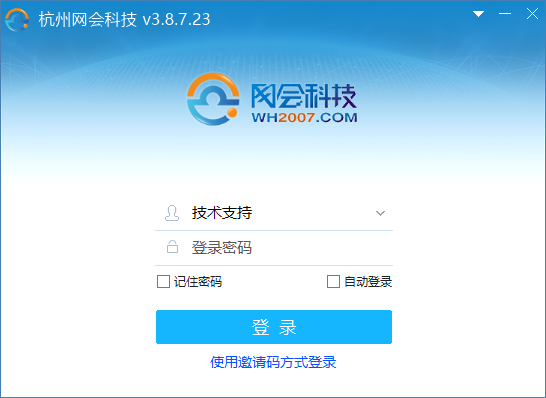 杭州网会科技 v3.8.7.23
网会科技
WH2007.COM
技术支持
登录密码
记住密码 自动登录
登 录
使用邀请码方式登录